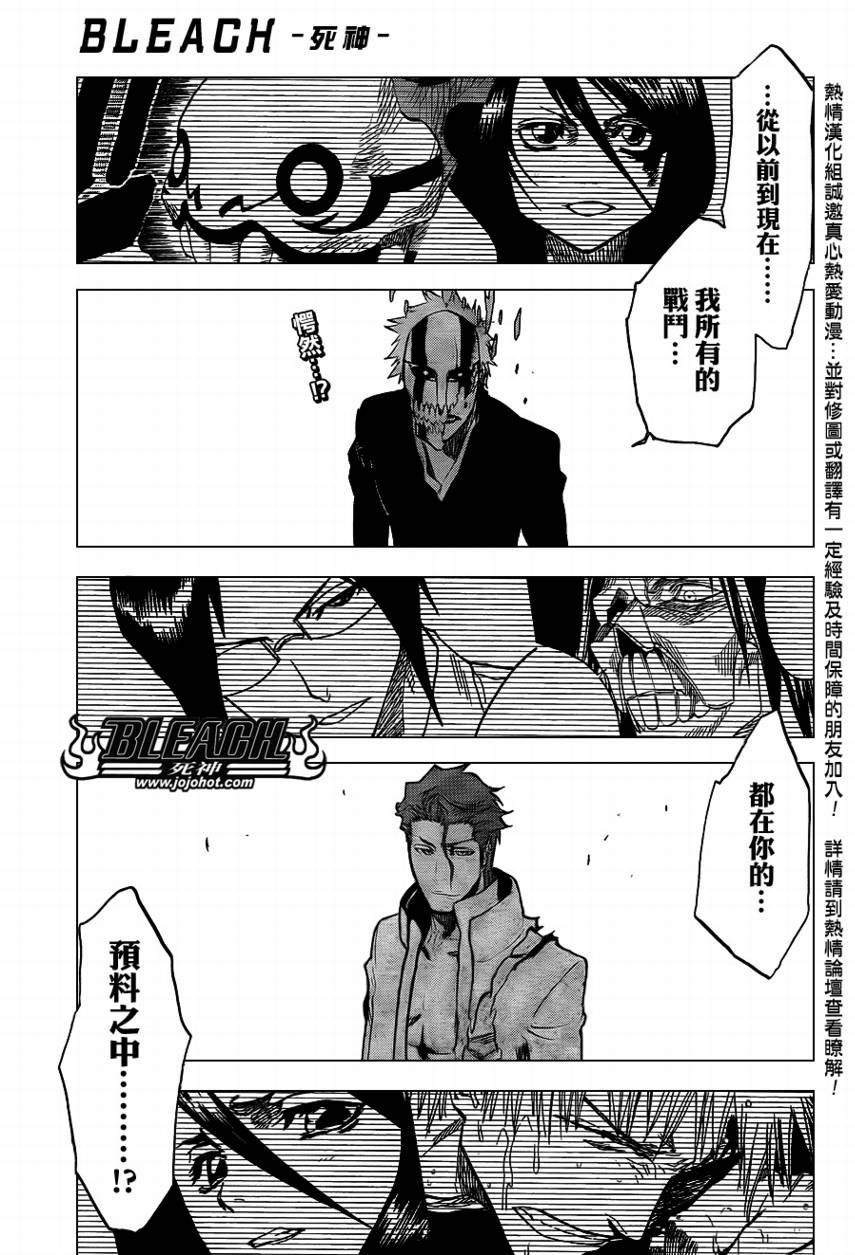 BLEACH -死神-
…從以前到現在……
我所有的
戰鬥…
愕然…!?
BLEACH
死神
www.jojohot.com
都在你的…
預料之中………!?
熱情漢化組誠邀真心熱愛動漫…並對修圖或翻譯有一定經驗及時間保障的朋友加入！ 詳情請到熱情論壇查看瞭解！